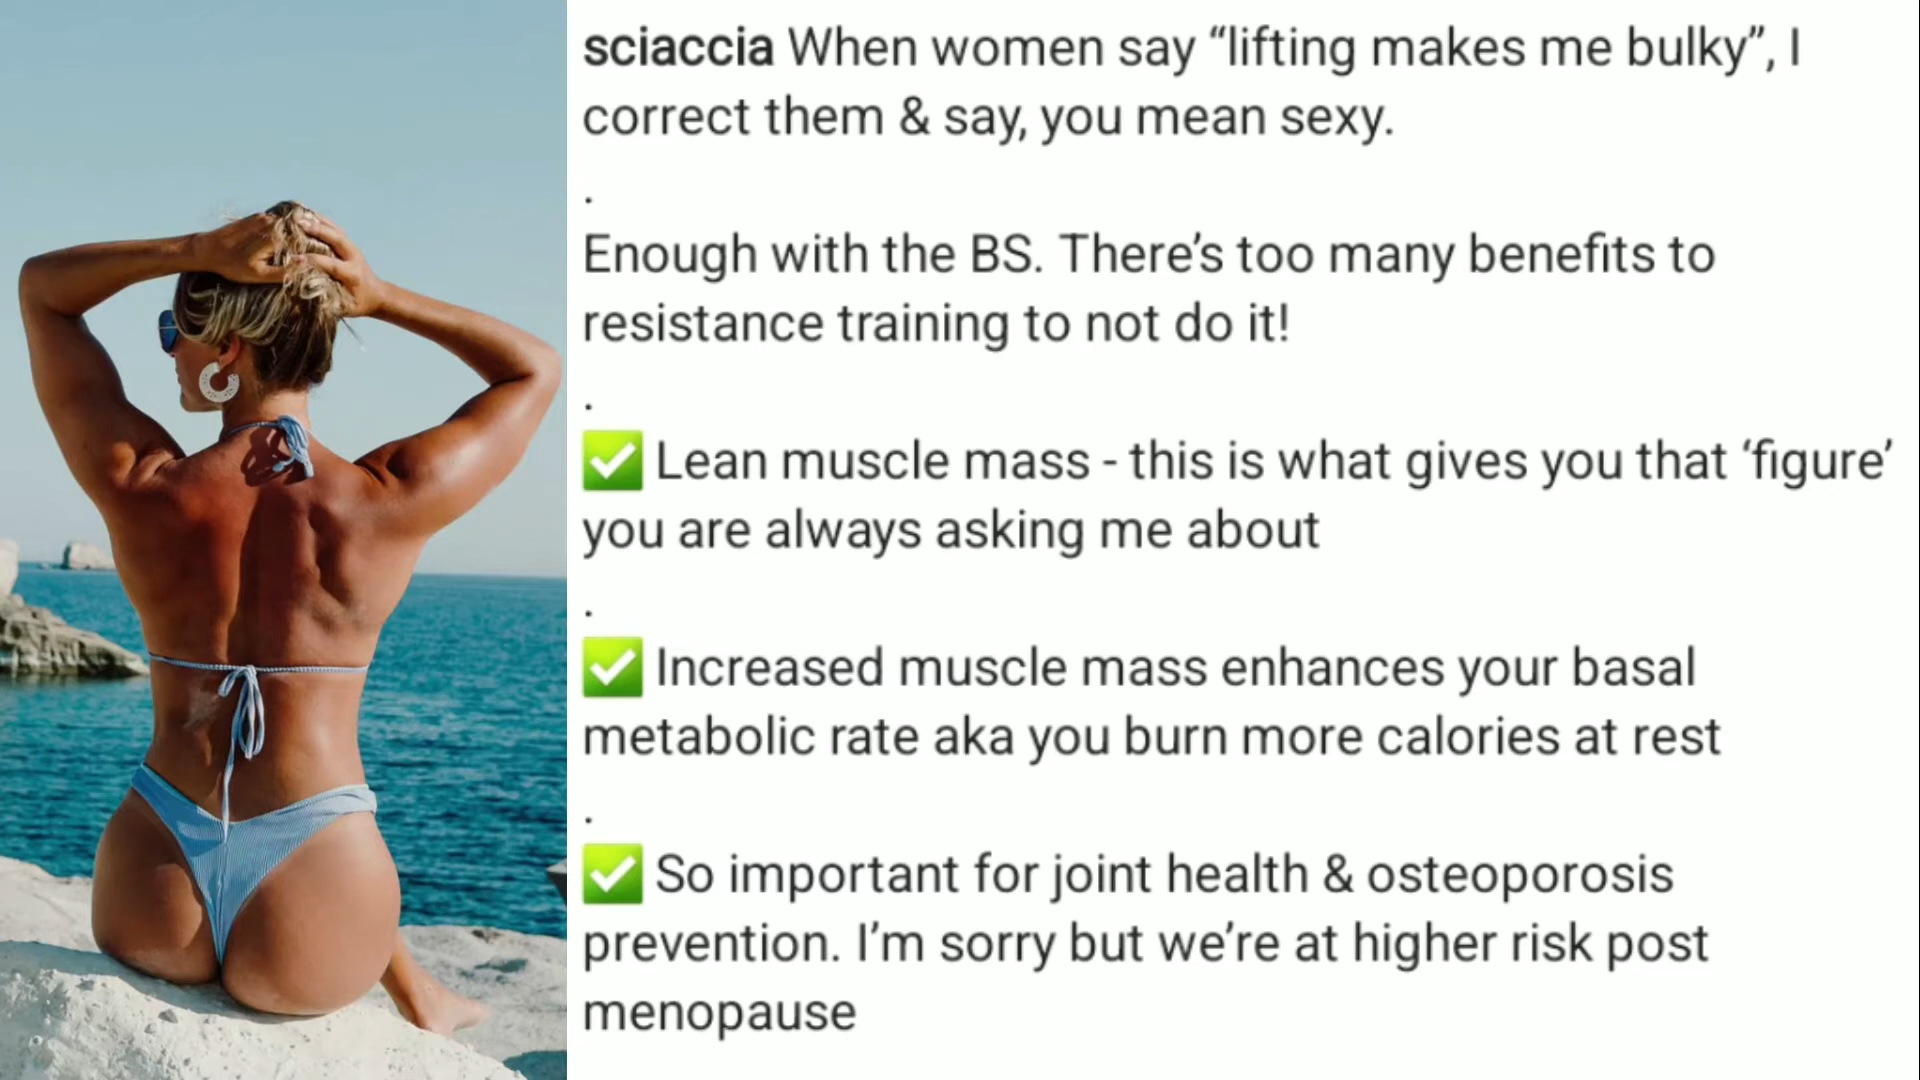 sciaccia When women say “lifting makes me bulky”, I
correct them & say, you mean sexy.
.
Enough with the BS. There’s too many benefits to
resistance training to not do it!
.
✅ Lean muscle mass - this is what gives you that ‘figure’
you are always asking me about
.
✅ Increased muscle mass enhances your basal
metabolic rate aka you burn more calories at rest
.
✅ So important for joint health & osteoporosis
prevention. I’m sorry but we’re at higher risk post
menopause